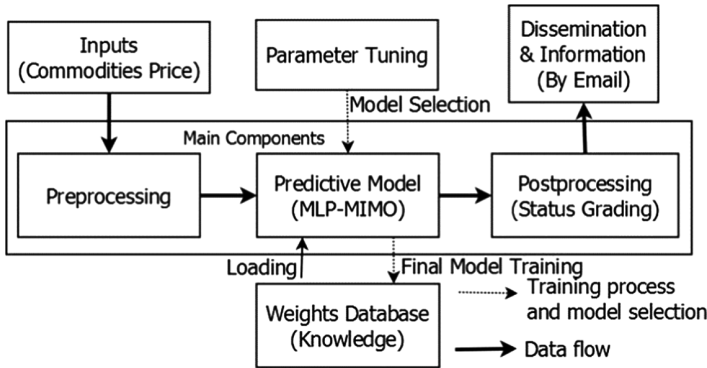 Inputs
(Commodities Price)
Parameter Tuning
Dissemination
& Information
(By Email)
Model Selection
Main Components
Preprocessing
Predictive Model
(MLP-MIMO)
Postprocessing
(Status Grading)
Loading
Final Model Training
Weights Database
(Knowledge)
Training process
and model selection
Data flow